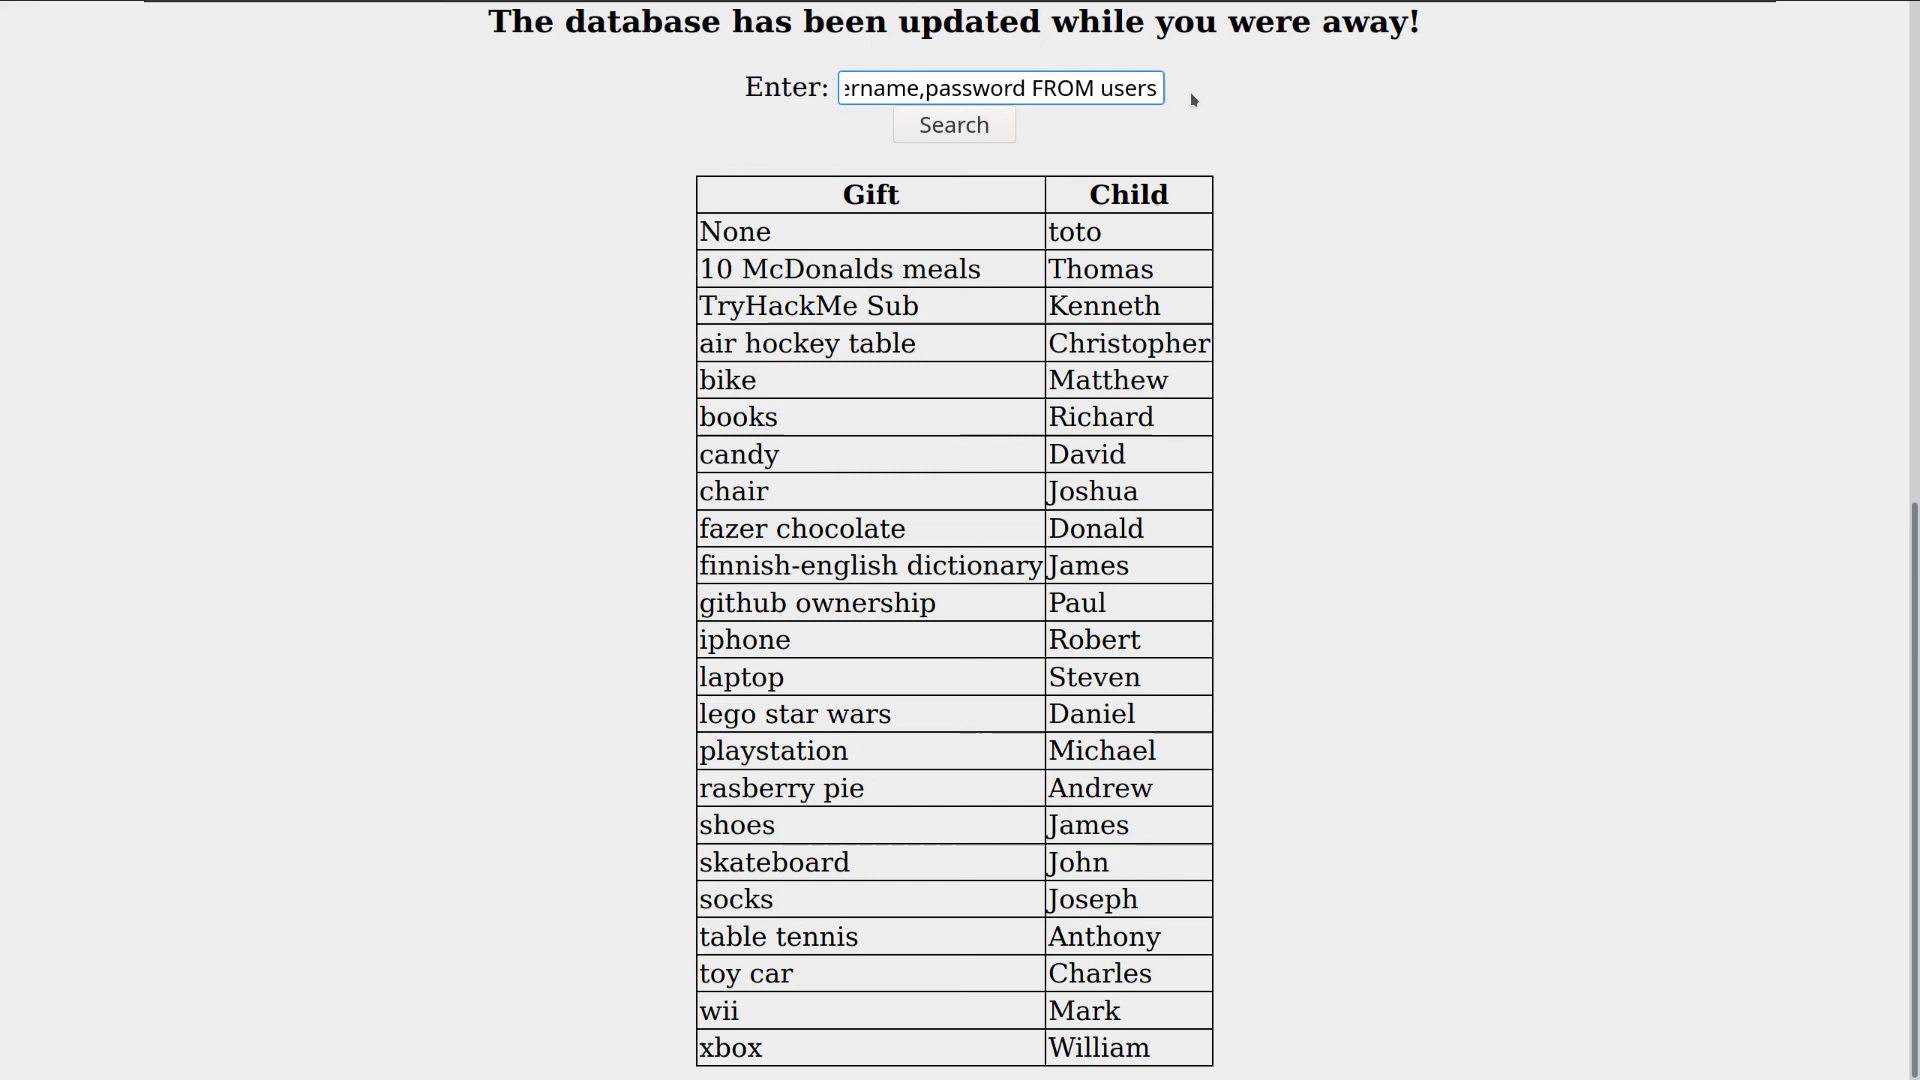 The database has been updated while you were away!
Enter: ername,password FROM users
Search
Gift Child
None toto
10 McDonalds meals Thomas
TryHackMe Sub Kenneth
air hockey table Christopher
bike Matthew
books Richard
candy David
chair Joshua
fazer chocolate Donald
finnish-english dictionary James
github ownership Paul
iphone Robert
laptop Steven
lego star wars Daniel
playstation Michael
rasberry pie Andrew
shoes James
skateboard John
socks Joseph
table tennis Anthony
toy car Charles
wii Mark
xbox William